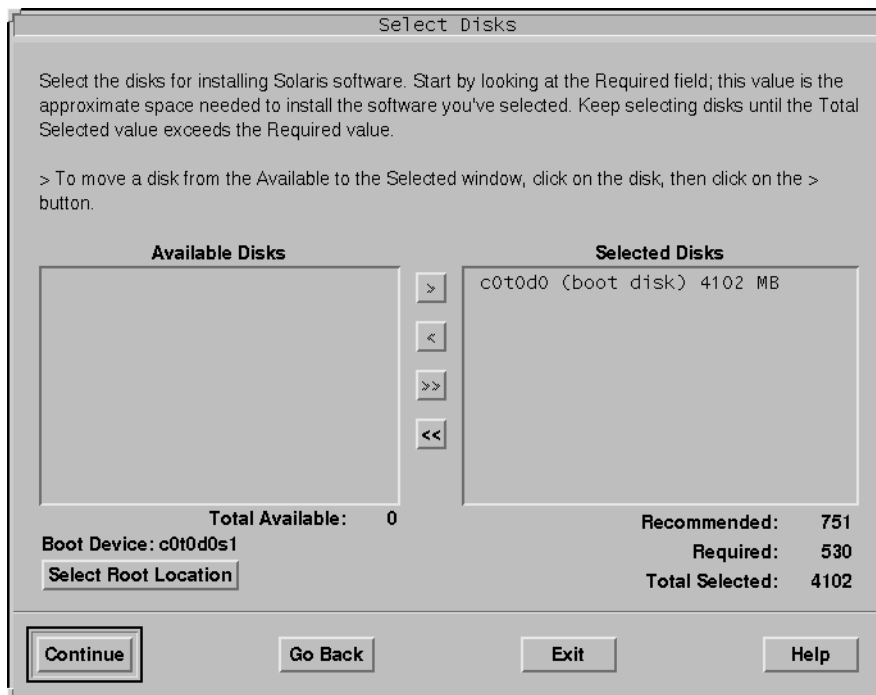 Select Disks
Select the disks for installing Solaris software. Start by looking at the Required field; this value is the
approximate space needed to install the software you've selected. Keep selecting disks until the Total
Selected value exceeds the Required value.
> To move a disk from the Available to the Selected window, click on the disk, then click on the >
button.
Available Disks
Selected Disks
c0t0d0 (boot disk) 4102 MB
>
<
>>
<<
Total Available: 0
Boot Device: c0t0d0s1
Select Root Location
Recommended: 751
Required: 530
Total Selected: 4102
Continue
Go Back
Exit
Help